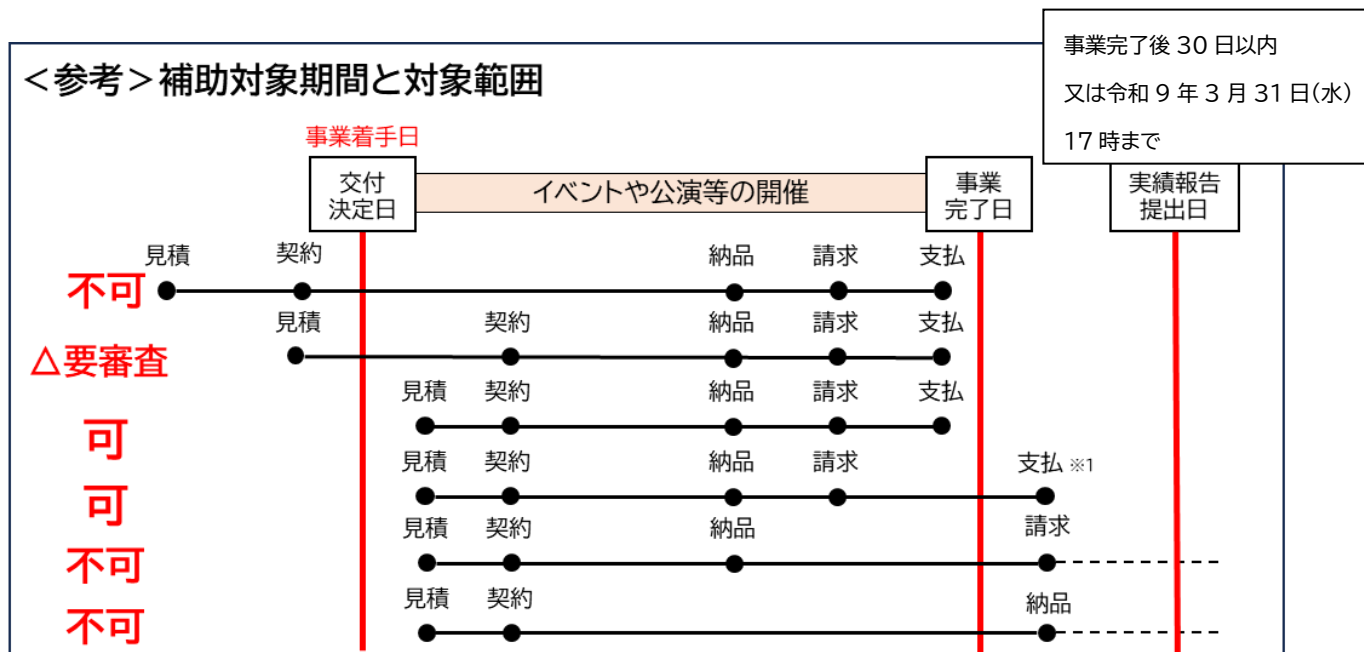 事業完了後 30 日以内
又は令和 9 年 3 月 31 日(水)
17 時まで
＜参考＞補助対象期間と対象範囲
事業着手日
交付
決定日
イベントや公演等の開催
事業
完了日
実績報告
提出日
見積 契約 納品 請求 支払
不可
見積 契約 納品 請求 支払
△要審査
見積 契約 納品 請求 支払
可
見積 契約 納品 請求 支払 ※1
可
見積 契約 納品 請求
不可
見積 契約 納品
不可